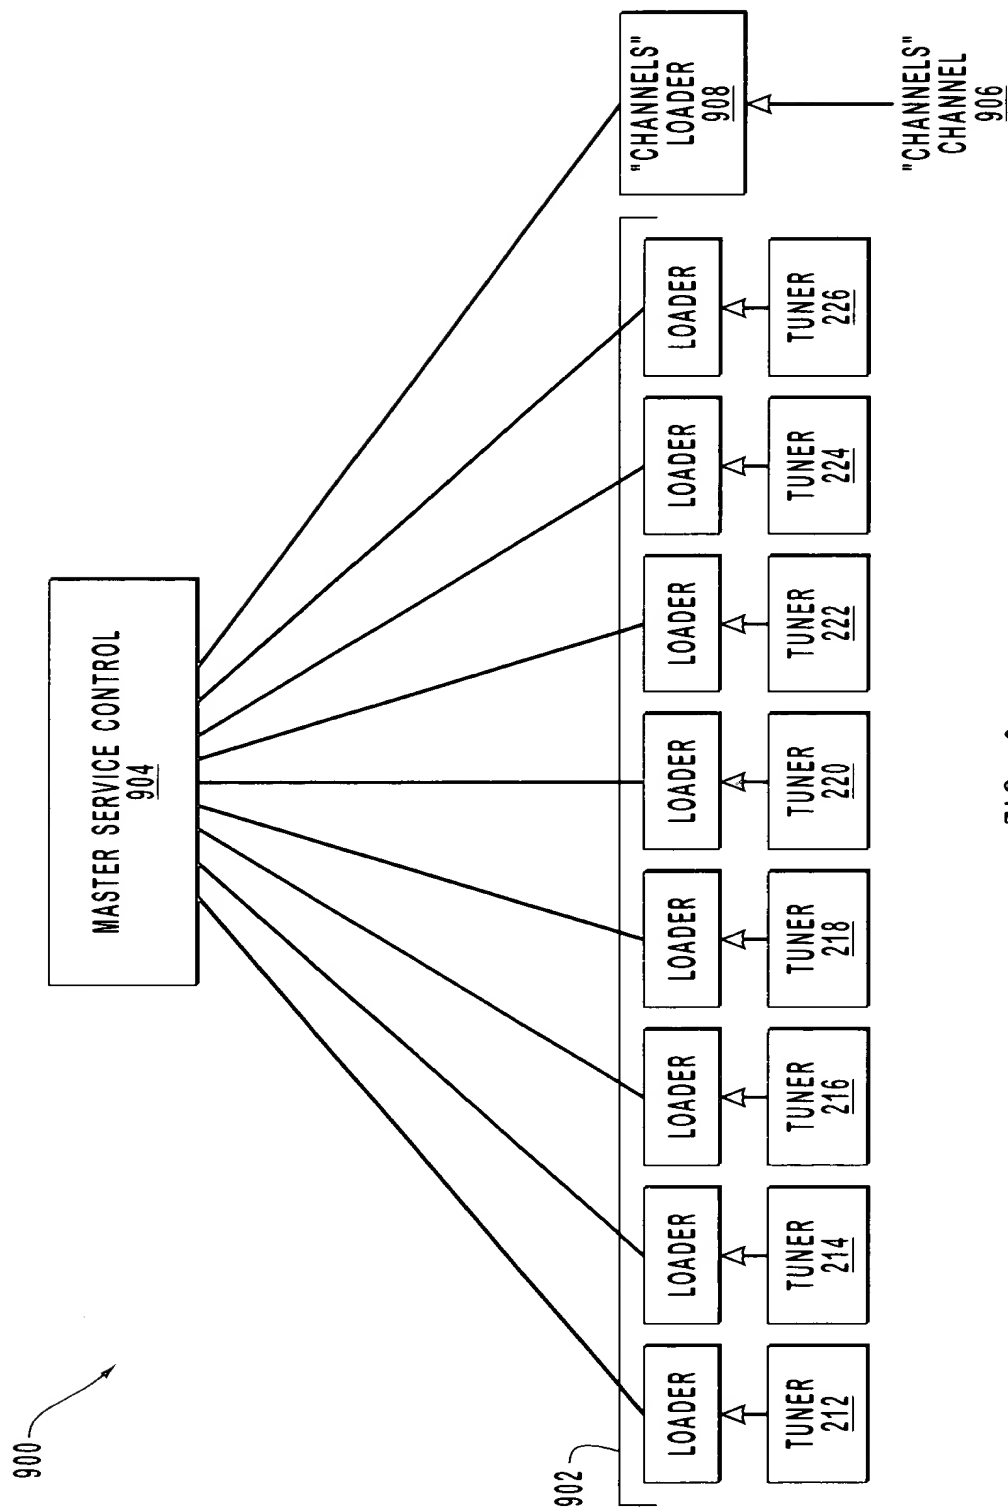 900
MASTER SERVICE CONTROL
904
902
LOADER
LOADER
LOADER
LOADER
LOADER
LOADER
LOADER
LOADER
"CHANNELS"
LOADER
908
TUNER
212
TUNER
214
TUNER
216
TUNER
218
TUNER
220
TUNER
222
TUNER
224
TUNER
226
"CHANNELS"
CHANNEL
906